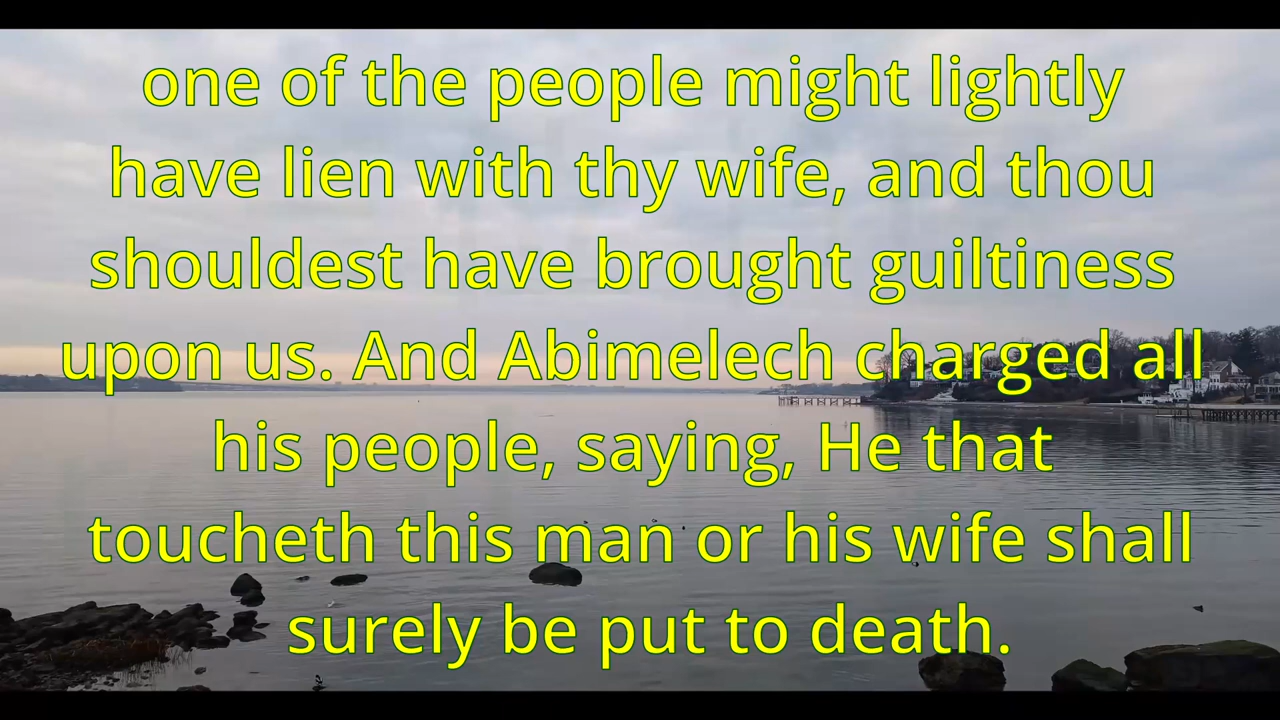 one of the people might lightly
have lien with thy wife, and thou
shouldest have brought guiltiness
upon us. And Abimelech charged all
his people, saying, He that
toucheth this man or his wife shall
surely be put to death.